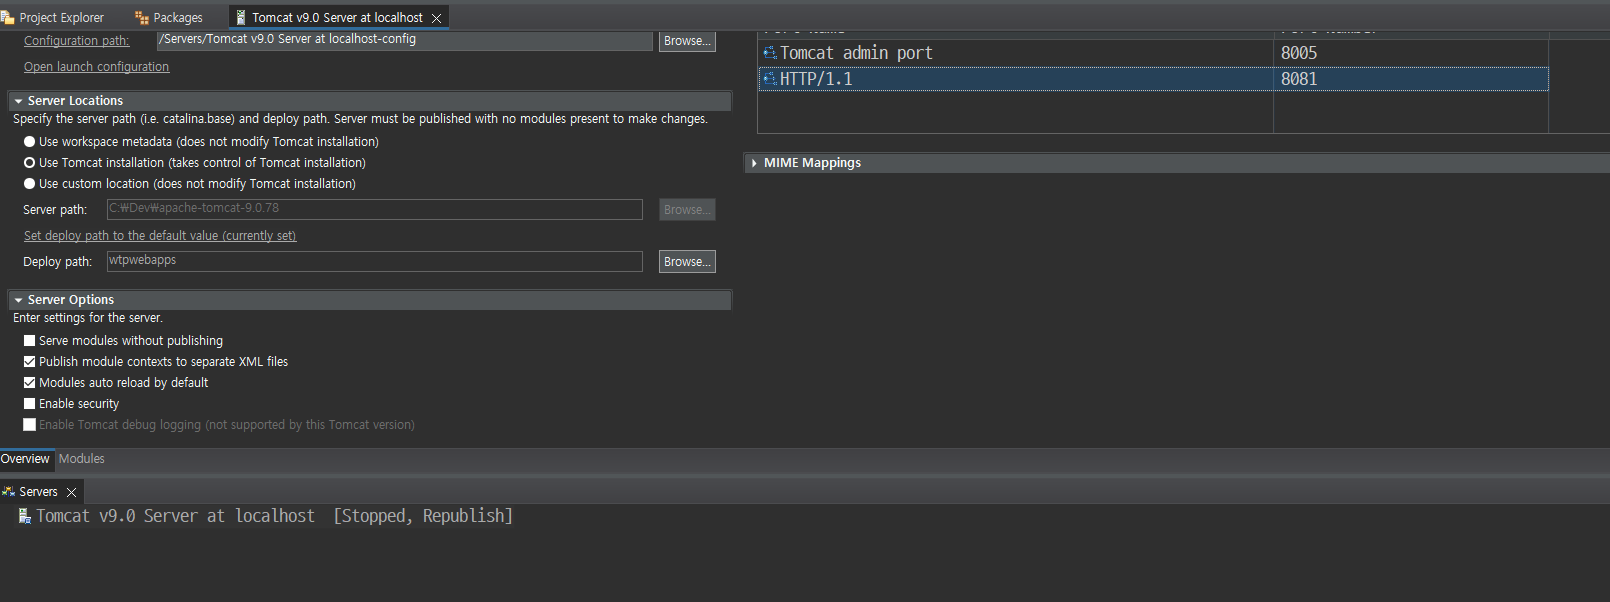 Project Explorer
Packages
Tomcat v9.0 Server at localhost
Configuration path:
/Servers/Tomcat v9.0 Server at localhost-config
Browse...
Open launch configuration
Tomcat admin port 8005
HTTP/1.1 8081
MIME Mappings
Server Locations
Specify the server path (i.e. catalina.base) and deploy path. Server must be published with no modules present to make changes.
Use workspace metadata (does not modify Tomcat installation)
Use Tomcat installation (takes control of Tomcat installation)
Use custom location (does not modify Tomcat installation)
Server path: C:₩Dev₩apache-tomcat-9.0.78 Browse...
Set deploy path to the default value (currently set)
Deploy path: wtpwebapps Browse...
Server Options
Enter settings for the server.
Serve modules without publishing
Publish module contexts to separate XML files
Modules auto reload by default
Enable security
Enable Tomcat debug logging (not supported by this Tomcat version)
Overview Modules
Servers
Tomcat v9.0 Server at localhost [Stopped, Republish]